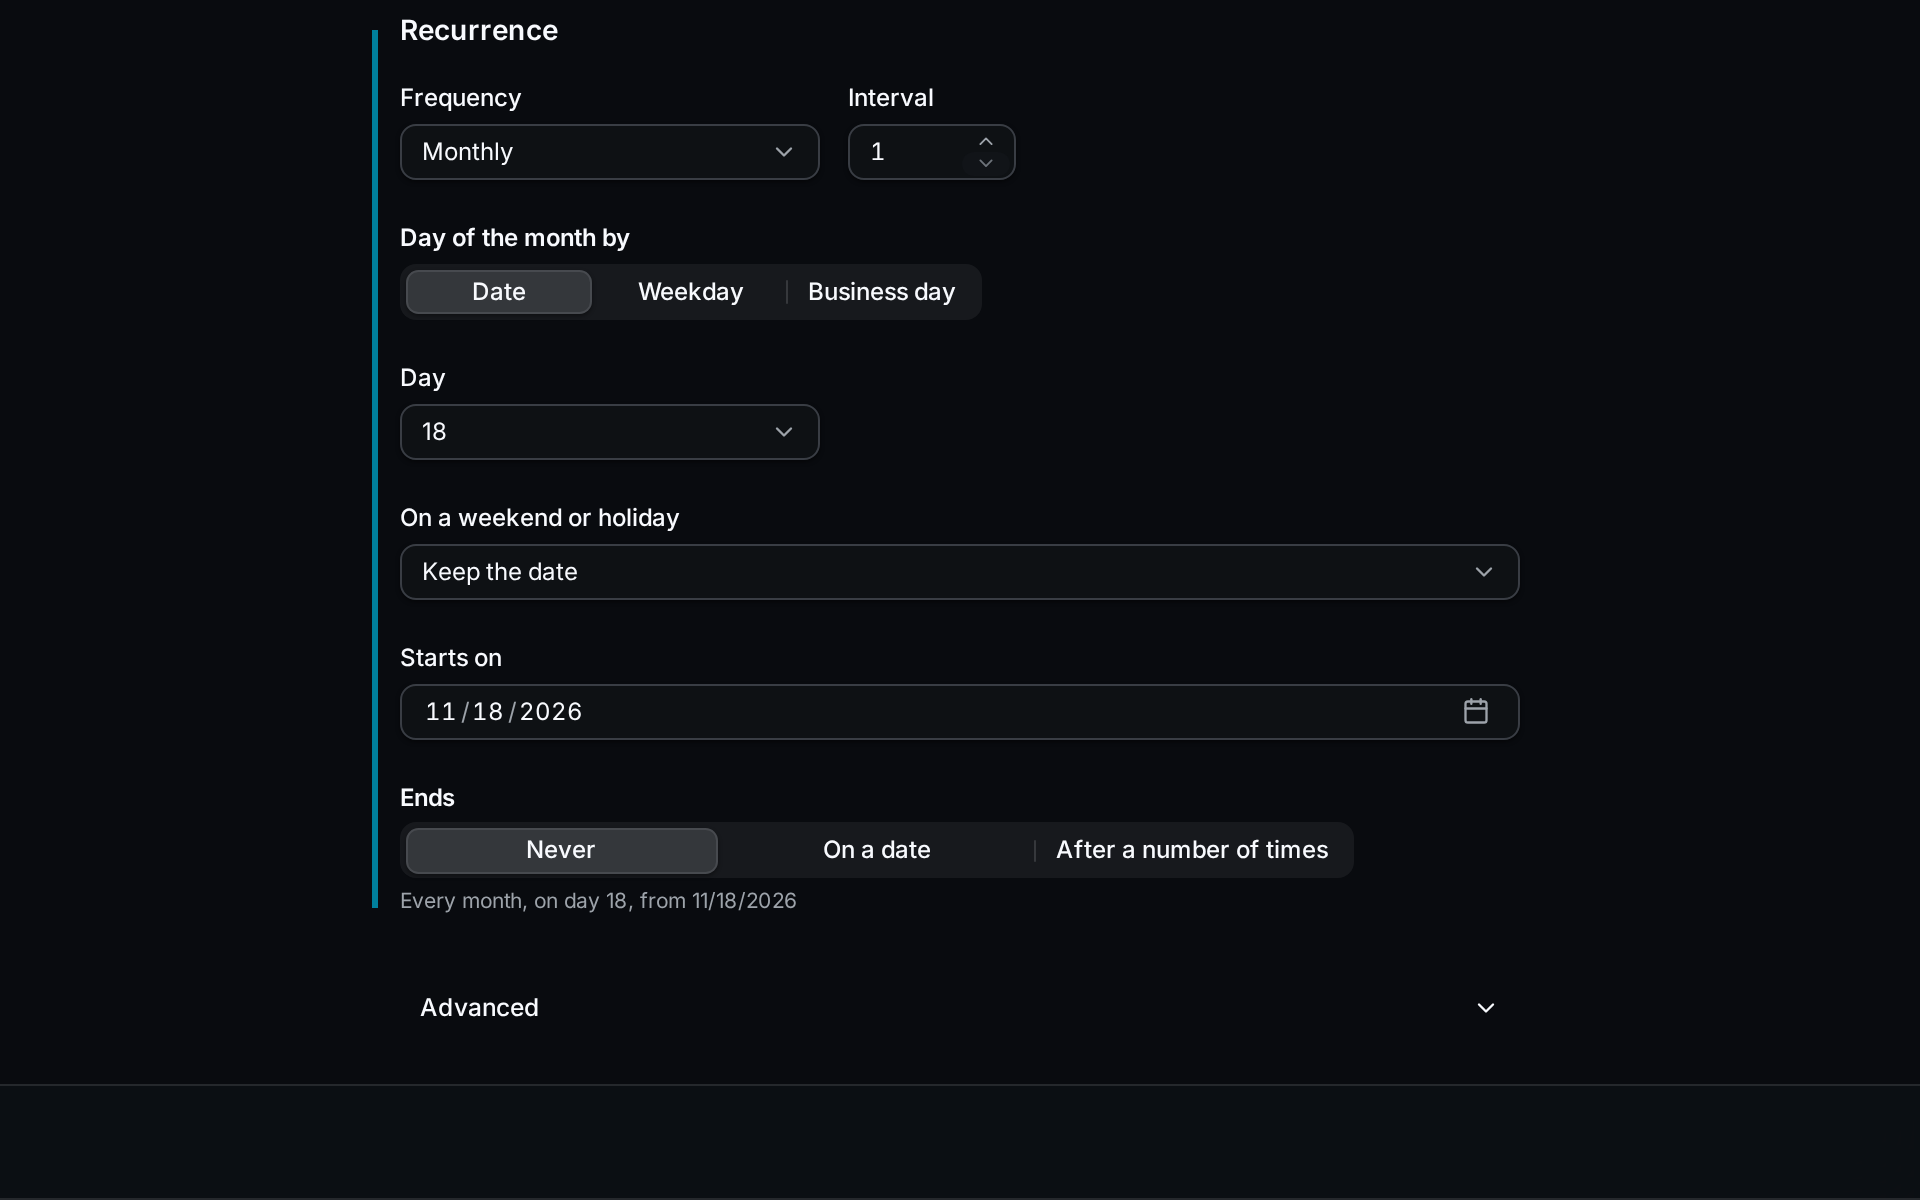 Recurrence
Frequency
Interval
Monthly
1
Day of the month by
Date
Weekday
Business day
Day
18
On a weekend or holiday
Keep the date
Starts on
11/18/2026
Ends
Never
On a date
After a number of times
Every month, on day 18, from 11/18/2026
Advanced